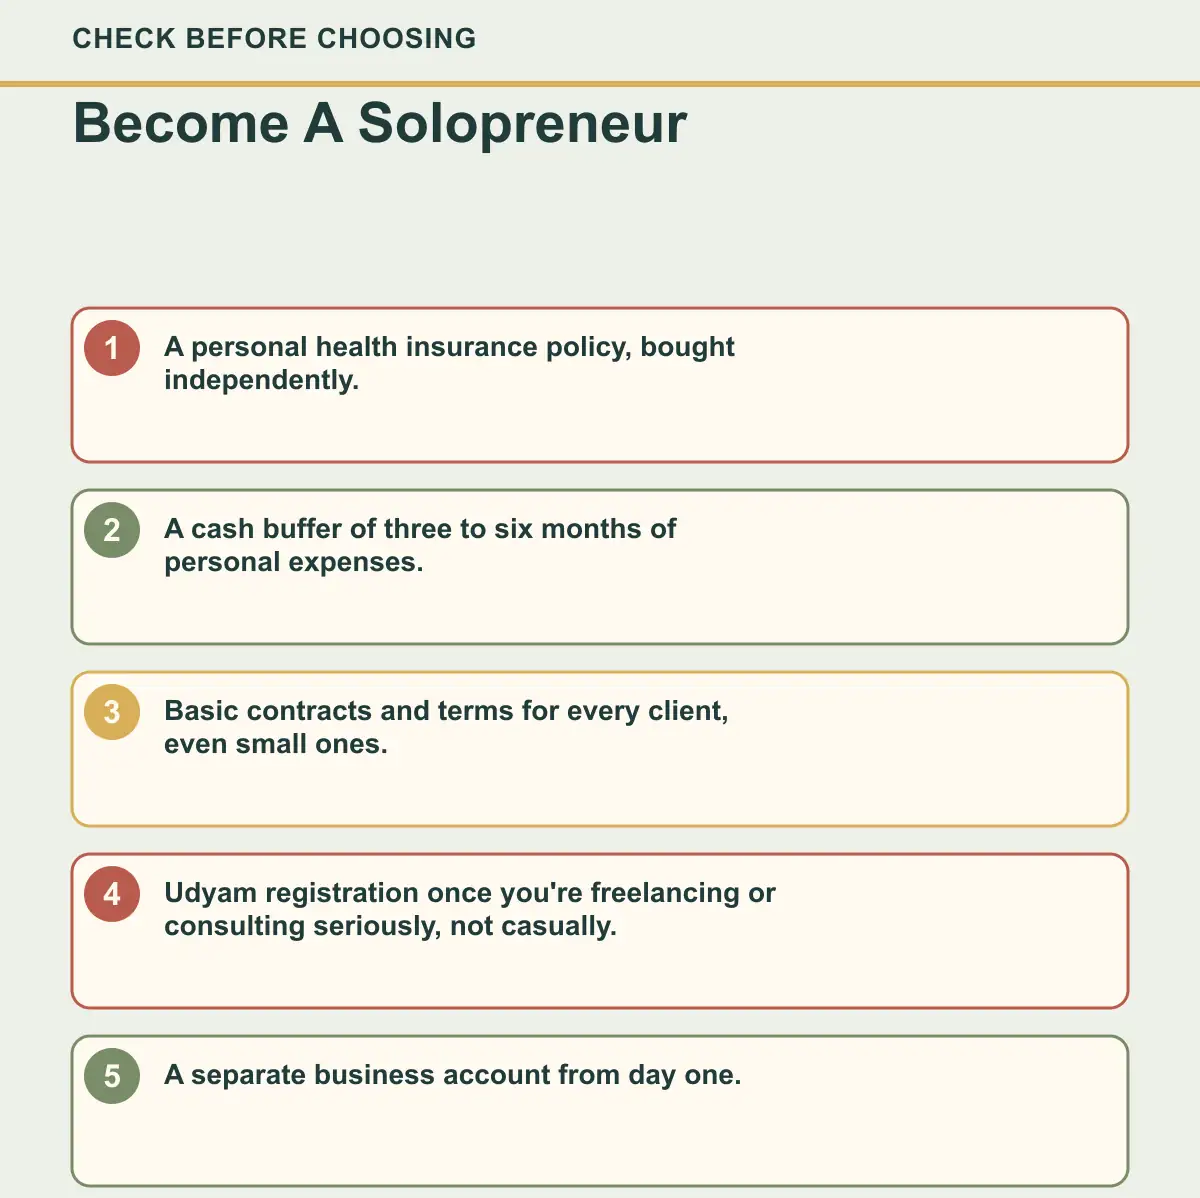 CHECK BEFORE CHOOSING
Become A Solopreneur
1
A personal health insurance policy, bought
independently.
2
A cash buffer of three to six months of
personal expenses.
3
Basic contracts and terms for every client,
even small ones.
4
Udyam registration once you're freelancing or
consulting seriously, not casually.
5
A separate business account from day one.